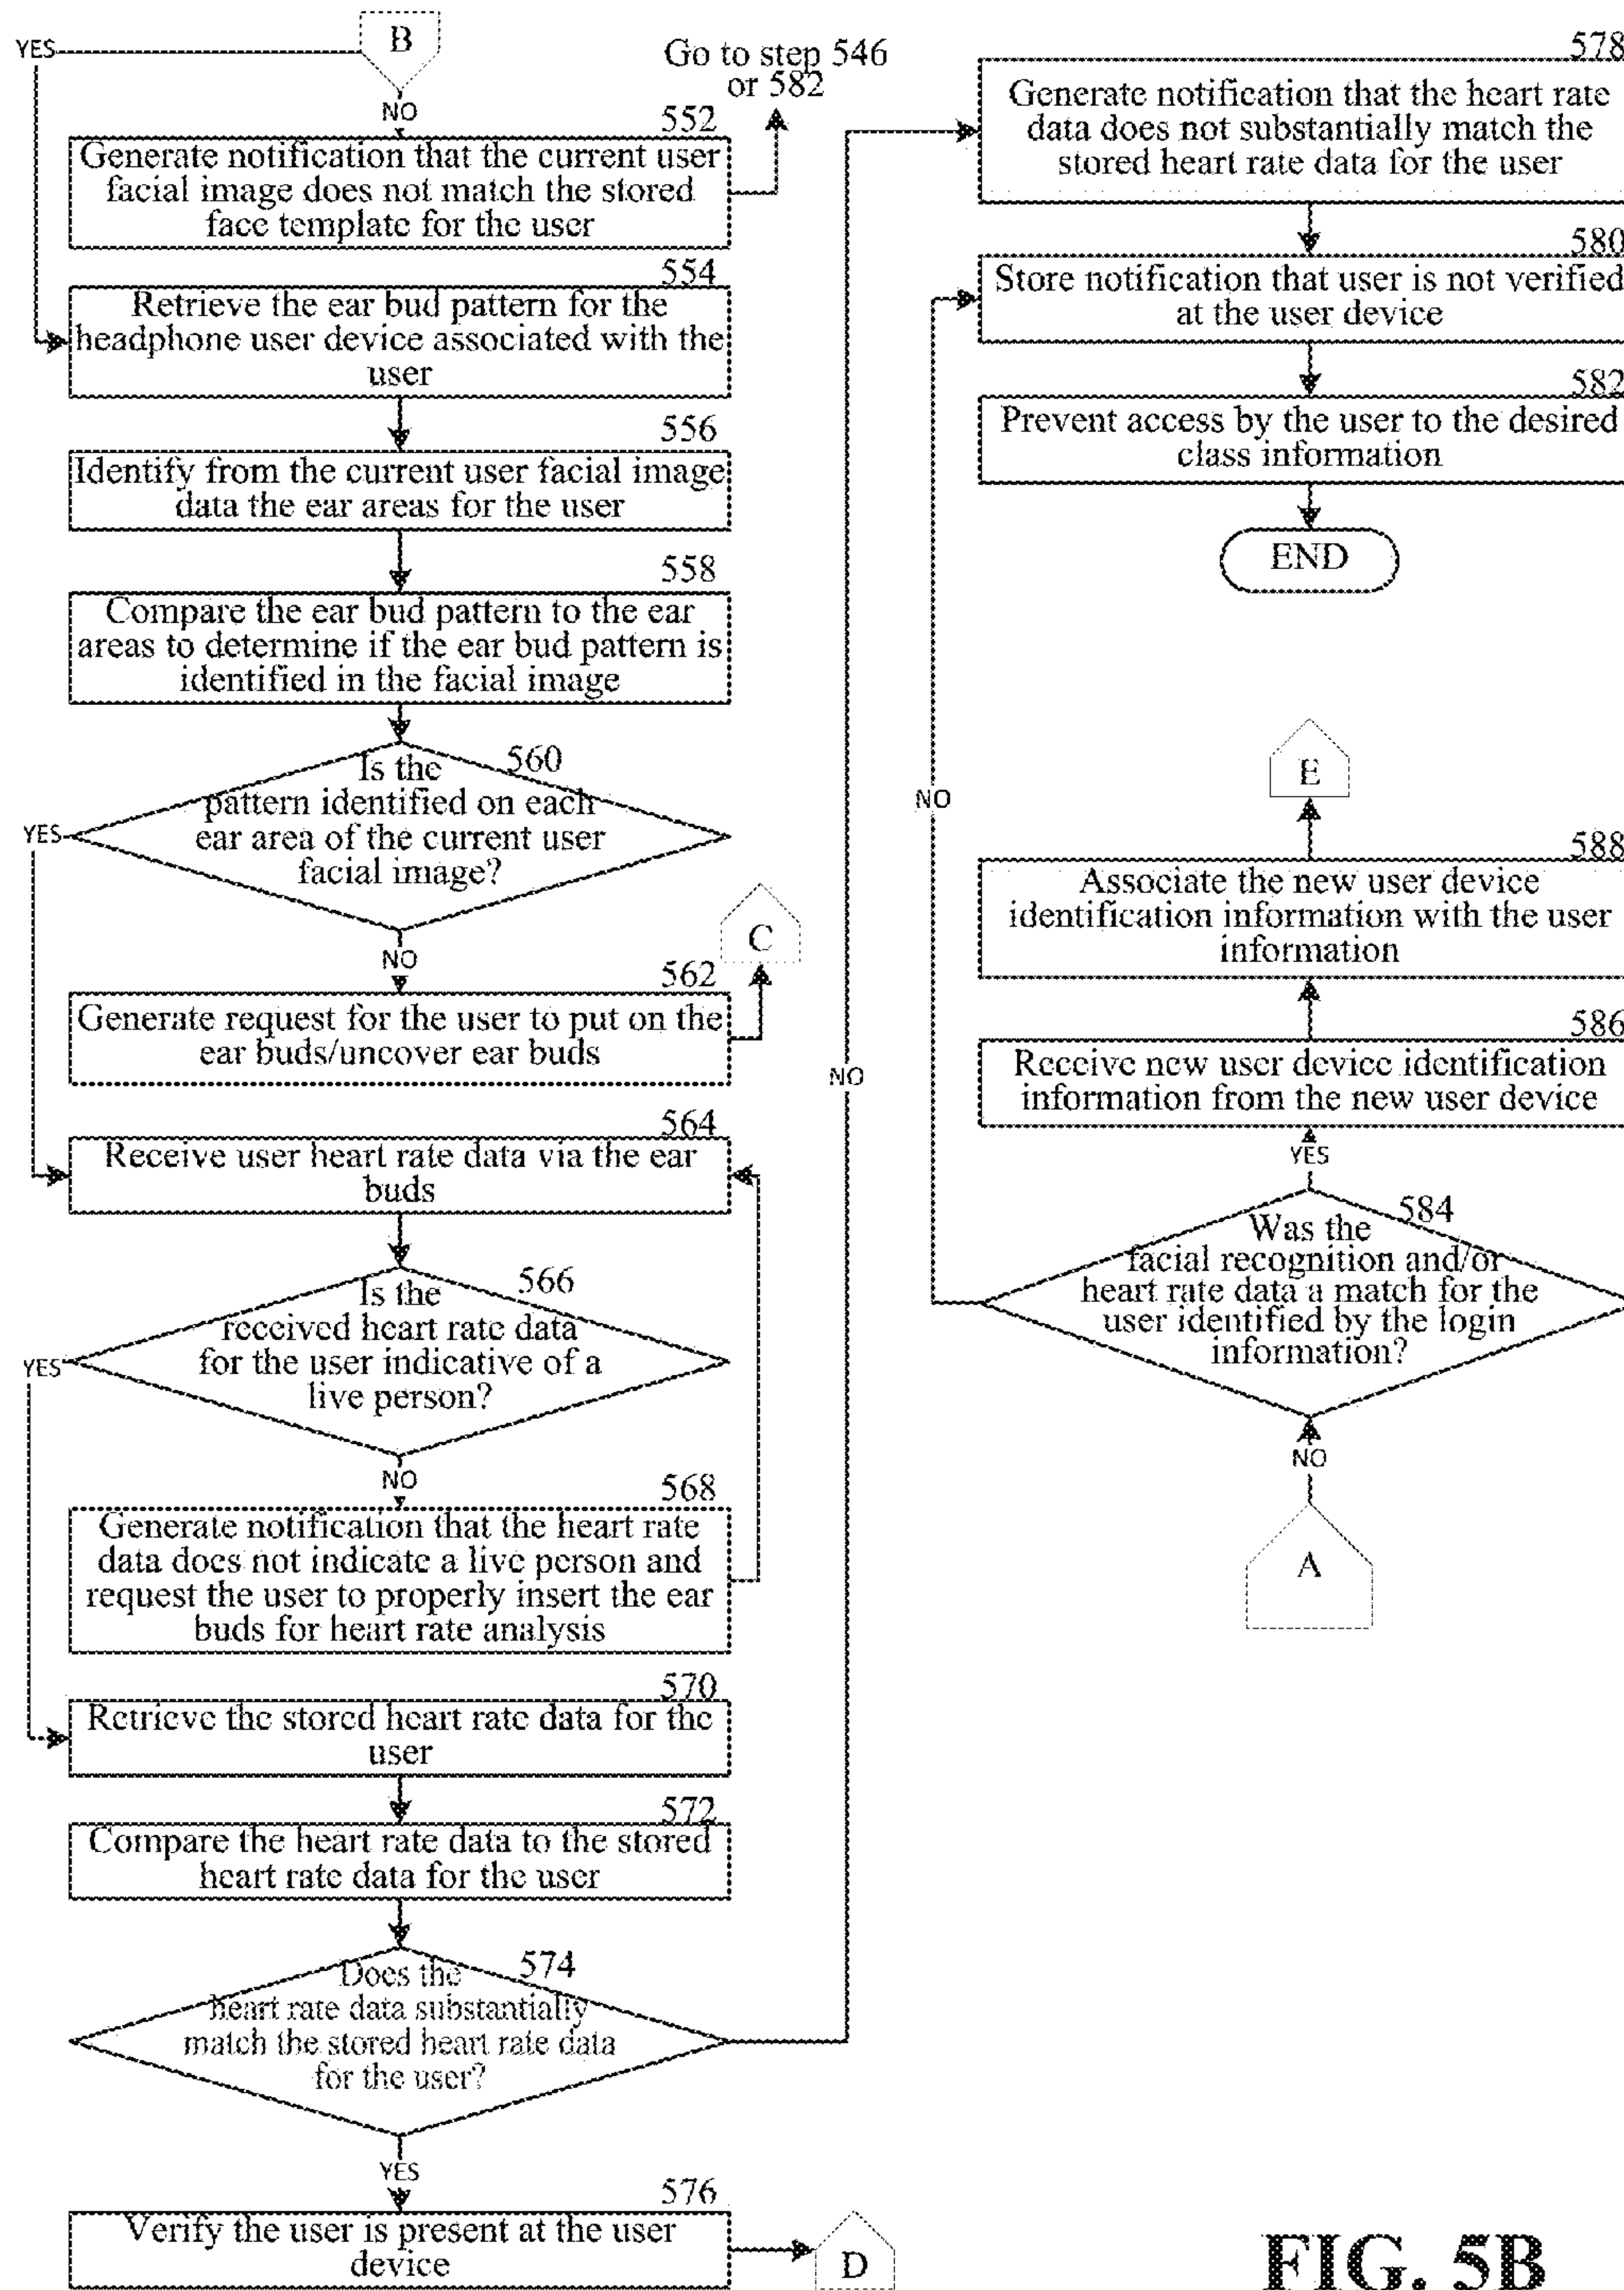 B
YES
NO
Go to step 546
or 582
552
Generate notification that the current user
facial image does not match the stored
face template for the user
554
Retrieve the ear bud pattern for the
headphone user device associated with the
user
556
Identify from the current user facial image
data the ear areas for the user
558
Compare the ear bud pattern to the ear
areas to determine if the ear bud pattern is
identified in the facial image
560
Is the
pattern identified on each
ear area of the current user
facial image?
YES
NO
C
562
Generate request for the user to put on the
ear buds/uncover ear buds
564
Receive user heart rate data via the ear
buds
566
Is the
received heart rate data
for the user indicative of a
live person?
YES
NO
568
Generate notification that the heart rate
data does not indicate a live person and
request the user to properly insert the ear
buds for heart rate analysis
570
Retrieve the stored heart rate data for the
user
572
Compare the heart rate data to the stored
heart rate data for the user
574
Does the
heart rate data substantially
match the stored heart rate data
for the user?
YES
NO
576
Verify the user is present at the user
device
D
578
Generate notification that the heart rate
data does not substantially match the
stored heart rate data for the user
580
Store notification that user is not verified
at the user device
582
Prevent access by the user to the desired
class information
END
E
588
Associate the new user device
identification information with the user
information
586
Receive new user device identification
information from the new user device
YES
NO
584
Was the
facial recognition and/or
heart rate data a match for the
user identified by the login
information?
NO
A
FIG. 5B